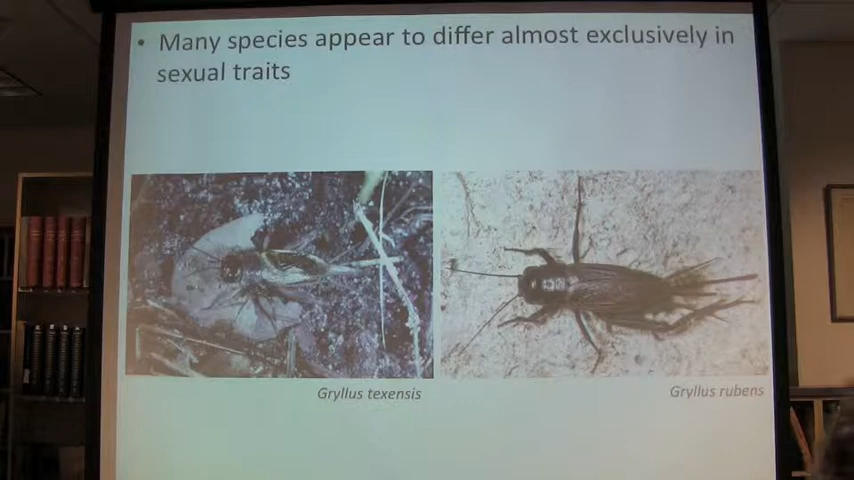 • Many species appear to differ almost exclusively in
sexual traits
Gryllus texensis
Gryllus rubens